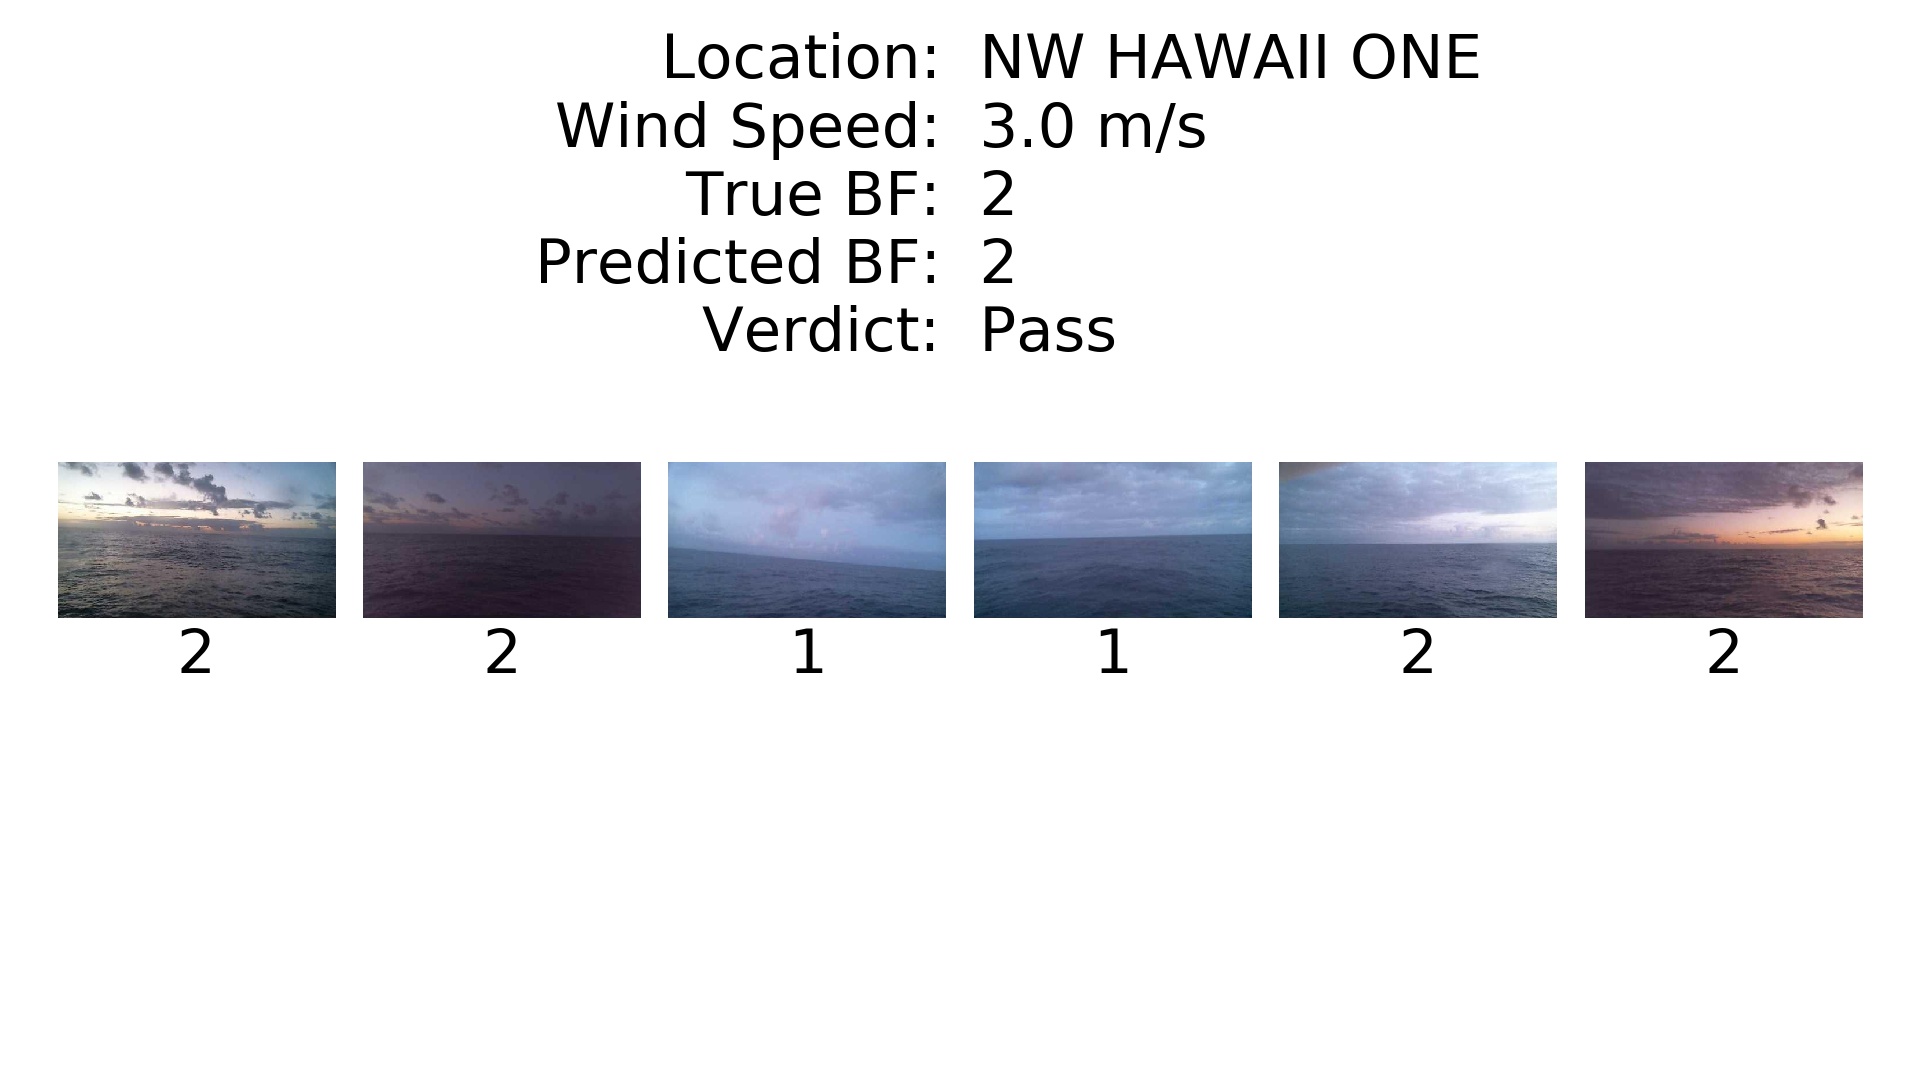 Location: NW HAWAII ONE
Wind Speed: 3.0 m/s
True BF: 2
Predicted BF: 2
Verdict: Pass
2 2 1 1 2 2